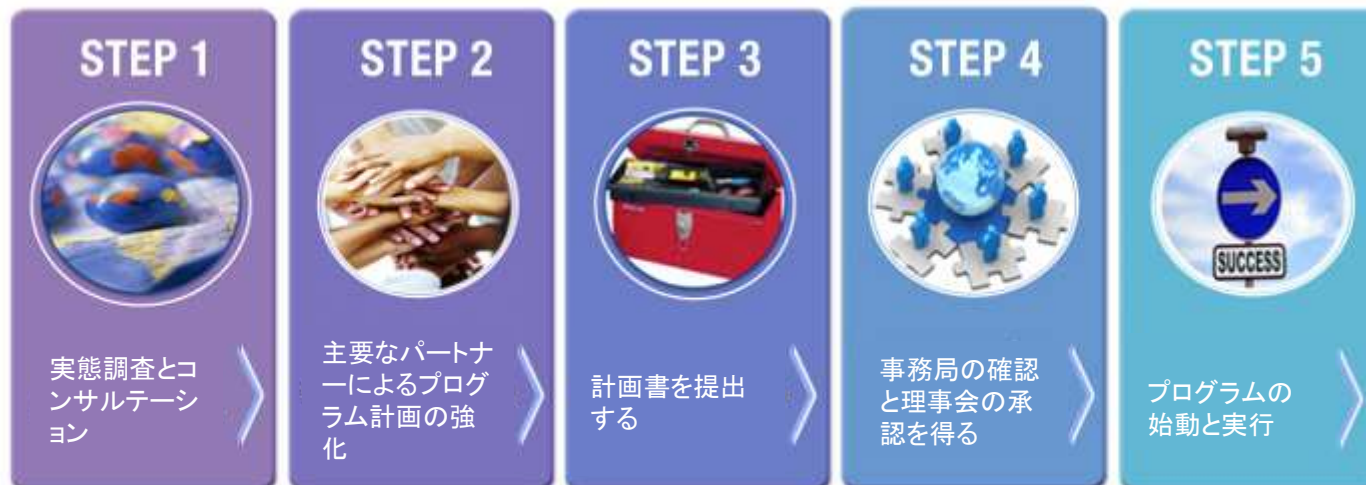 STEP 1
実態調査とコ
ンサルテーシ
ョン
STEP 2
主要なパートナ
ーによるプログ
ラム計画の強
化
STEP 3
計画書を提出
する
STEP 4
事務局の確認
と理事会の承
認を得る
STEP 5
SUCCESS
プログラムの
始動と実行